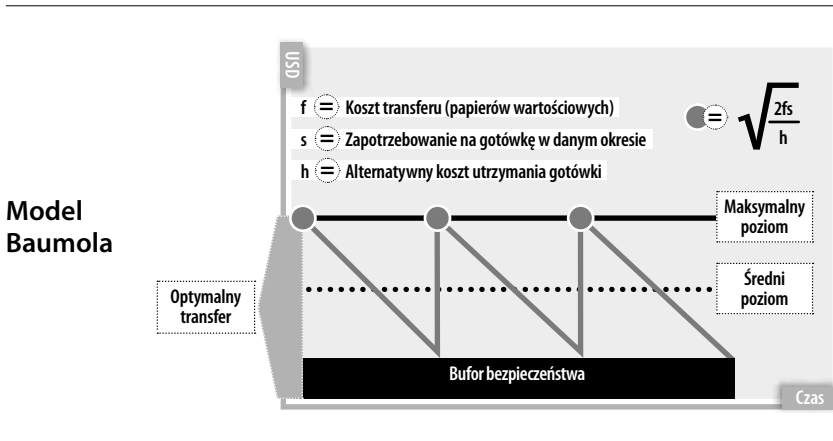 Model
Baumola
USD
f = Koszt transferu (papierów wartościowych)
s = Zapotrzebowanie na gotówkę w danym okresie
h = Alternatywny koszt utrzymania gotówki
= √
2fs
h
Maksymalny
poziom
Średni
poziom
Optymalny
transfer
Bufor bezpieczeństwa
Czas